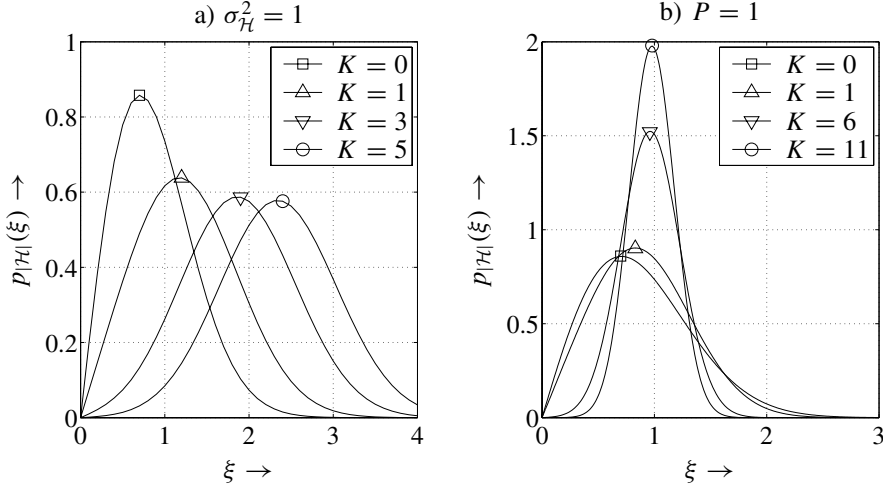 a) σ²_ℋ = 1
1
0.8
0.6
0.4
0.2
0
0 1 2 3 4
p_|ℋ|(ξ) →
ξ →
K = 0
K = 1
K = 3
K = 5
b) P = 1
2
1.5
1
0.5
0
0 1 2 3
p_|ℋ|(ξ) →
ξ →
K = 0
K = 1
K = 6
K = 11